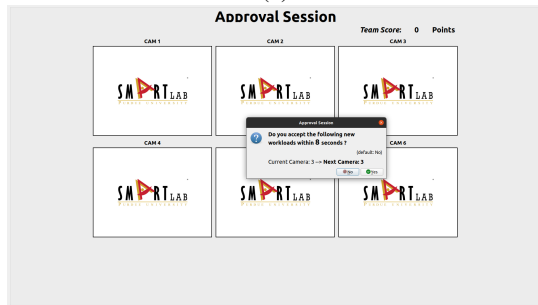 Approval Session
Team Score: 0 Points
CAM 1 CAM 2 CAM 3
SMARTLAB SMARTLAB SMARTLAB
Approval Session
Do you accept the following new
workloads within 8 seconds ?
(default: No)
Current Camera: 3 --> Next Camera: 3
No Yes
CAM 4 CAM 6
SMARTLAB SMARTLAB SMARTLAB